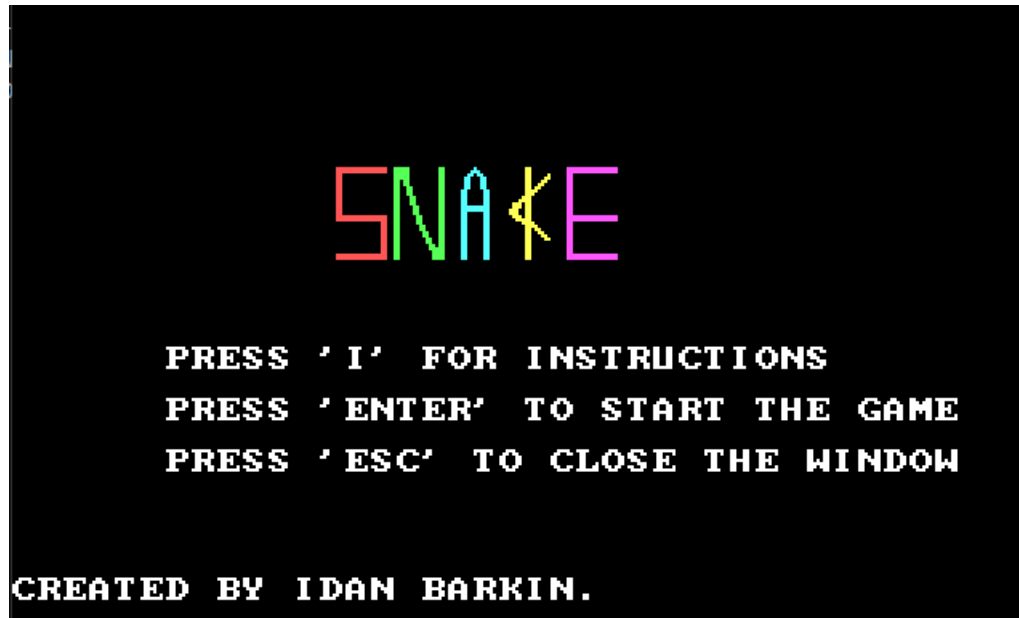 SNAKE
PRESS 'I' FOR INSTRUCTIONS
PRESS 'ENTER' TO START THE GAME
PRESS 'ESC' TO CLOSE THE WINDOW
CREATED BY IDAN BARKIN.